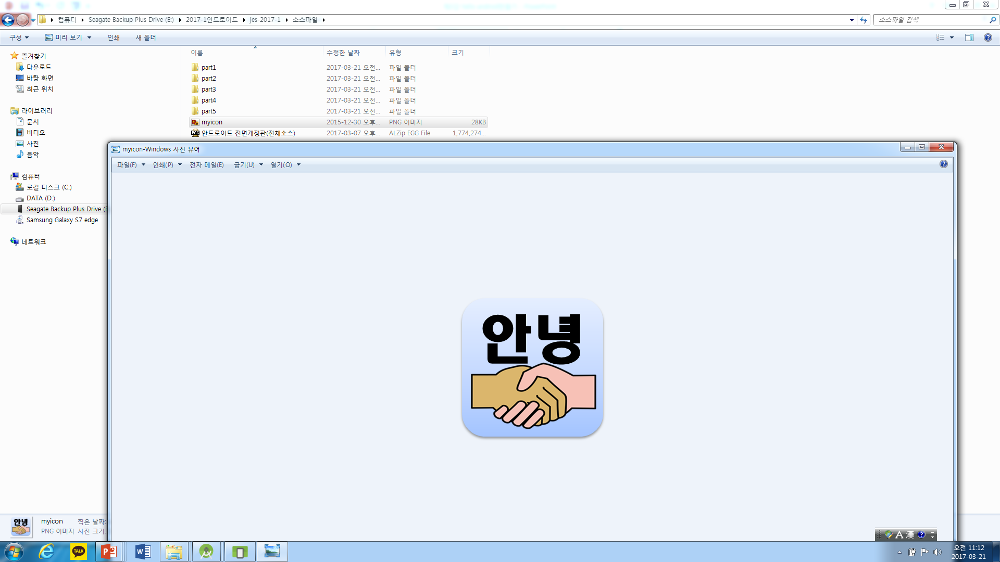 컴퓨터 Seagate Backup Plus Drive (E:) 2017-1안드로이드 jes-2017-1 소스파일
소스파일 검색
구성 미리 보기 인쇄 새 폴더
즐겨찾기
다운로드
바탕 화면
최근 위치
라이브러리
문서
비디오
사진
음악
컴퓨터
로컬 디스크 (C:)
DATA (D:)
Seagate Backup Plus Drive (E
Samsung Galaxy S7 edge
네트워크
이름 수정한 날짜 유형 크기
part1 2017-03-21 오전... 파일 폴더
part2 2017-03-21 오전... 파일 폴더
part3 2017-03-21 오전... 파일 폴더
part4 2017-03-21 오전... 파일 폴더
part5 2017-03-21 오전... 파일 폴더
myicon 2015-12-30 오후... PNG 이미지 28KB
EGG 안드로이드 전면개정판(전체소스) 2017-03-07 오후... ALZip EGG File 1,774,274...
myicon-Windows 사진 뷰어
파일(F) 인쇄(P) 전자 메일(E) 굽기(U) 열기(O)
안녕
안녕
myicon 찍은 날짜:
PNG 이미지 사진 크기:
A 漢
TALK
오전 11:12
2017-03-21